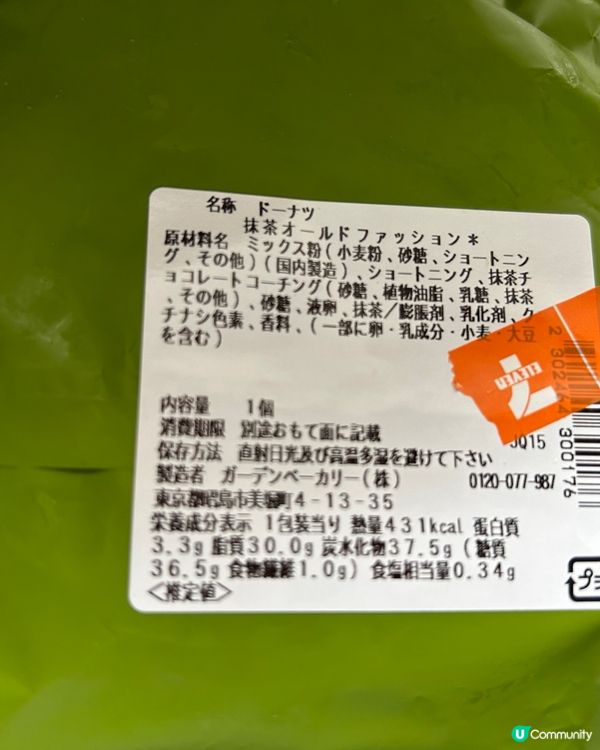 名称 ドーナツ
抹茶オールドファッション*
原材料名 ミックス粉(小麦粉、砂糖、ショートニン
グ、その他)(国内製造)、ショートニング、抹茶チ
ョコレートコーチング(砂糖、植物油脂、乳糖、抹茶
、その他)、砂糖、液卵、抹茶/膨脹剤、乳化剤、ク
チナシ色素、香料、(一部に卵・乳成分・小麦・大豆
を含む)
ELEVEN
2 302444 300176
内容量 1個
消費期限 別途おもて面に記載
JQ15
保存方法 直射日光及び高温多湿を避けて下さい
製造者 ガーデンベーカリー(株) 0120-077-987
東京都昭島市美堀町4-13-35
栄養成分表示 1包装当り 熱量431kcal 蛋白質
3.3g 脂質30.0g 炭水化物37.5g(糖質
36.5g 食物繊維1.0g) 食塩相当量0.34g
<推定値>
プ
U Community